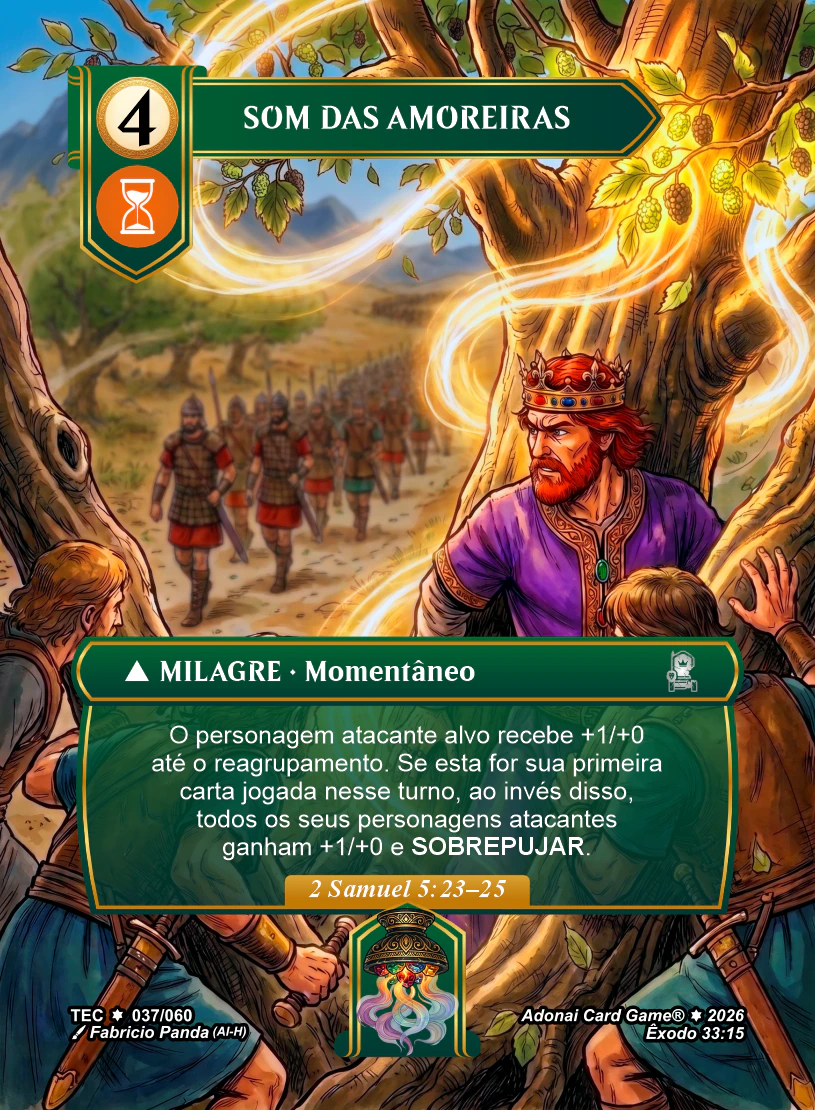 4
SOM DAS AMOREIRAS
▲ MILAGRE · Momentâneo
O personagem atacante alvo recebe +1/+0
até o reagrupamento. Se esta for sua primeira
carta jogada nesse turno, ao invés disso,
todos os seus personagens atacantes
ganham +1/+0 e SOBREPUJAR.
2 Samuel 5:23–25
TEC ✶ 037/060
Fabricio Panda (AI-H)
Adonai Card Game® ✶ 2026
Êxodo 33:15